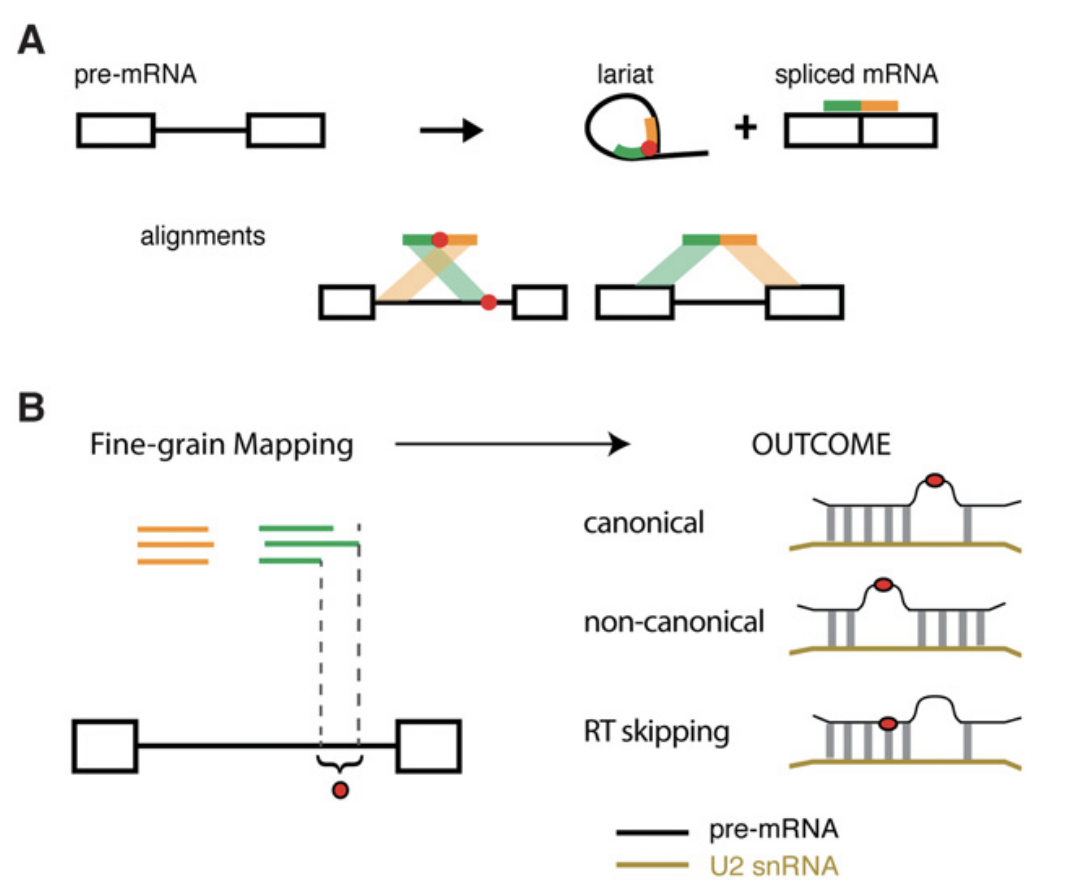 A
pre-mRNA
lariat
spliced mRNA
+
alignments
B
Fine-grain Mapping
OUTCOME
canonical
non-canonical
RT skipping
pre-mRNA
U2 snRNA